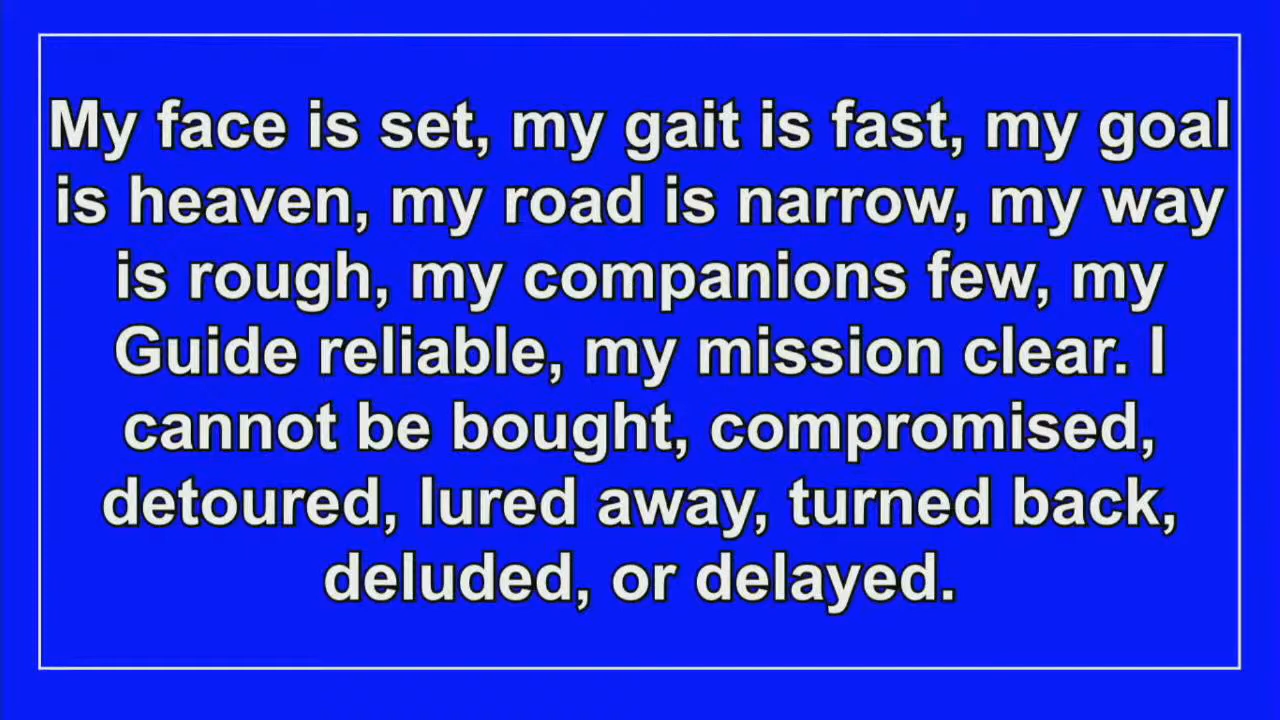 My face is set, my gait is fast, my goal
is heaven, my road is narrow, my way
is rough, my companions few, my
Guide reliable, my mission clear. I
cannot be bought, compromised,
detoured, lured away, turned back,
deluded, or delayed.